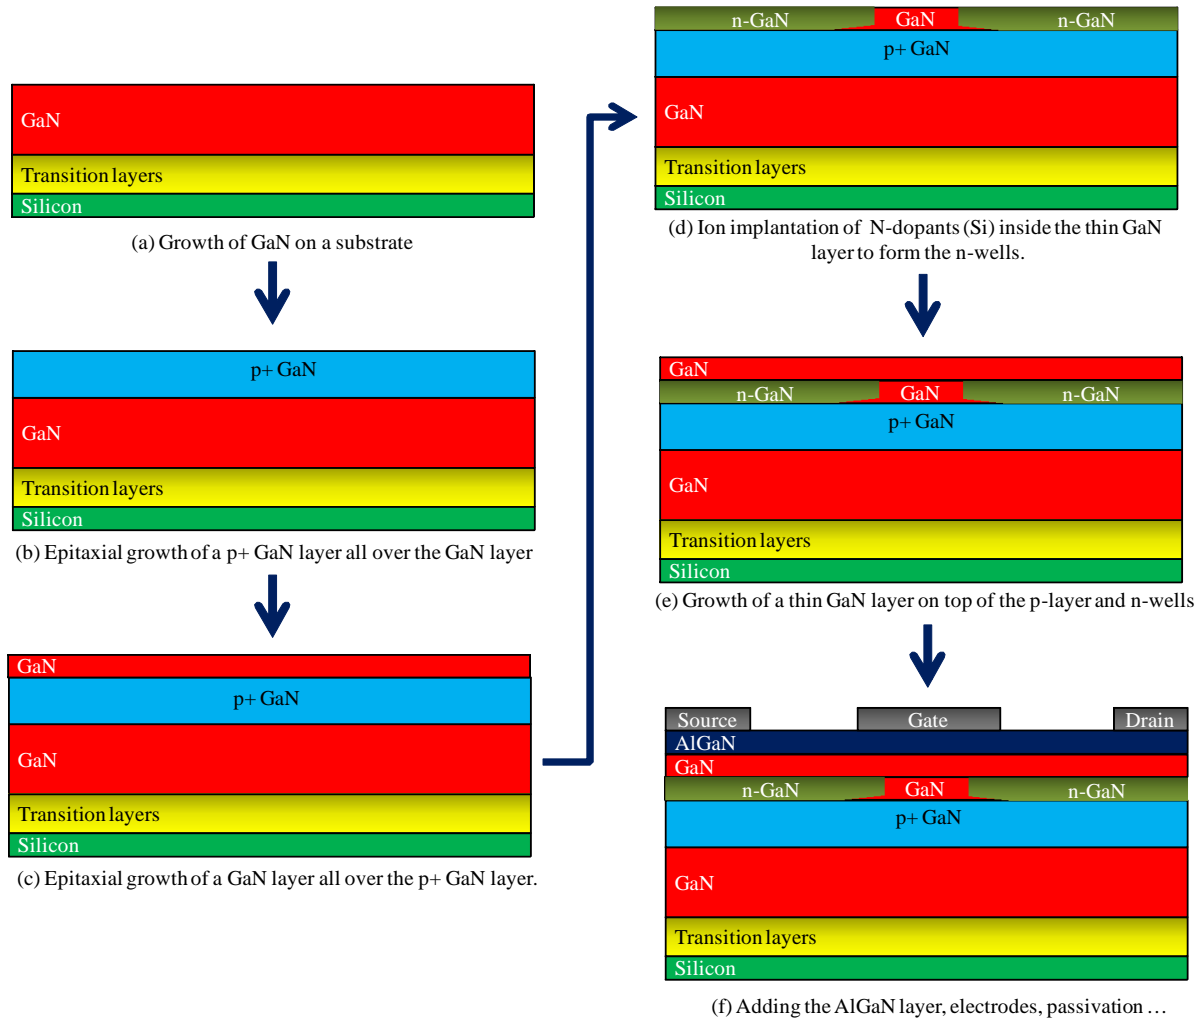 GaN
Transition layers
Silicon
(a) Growth of GaN on a substrate
p+ GaN
GaN
Transition layers
Silicon
(b) Epitaxial growth of a p+ GaN layer all over the GaN layer
GaN
p+ GaN
GaN
Transition layers
Silicon
(c) Epitaxial growth of a GaN layer all over the p+ GaN layer.
n-GaN GaN n-GaN
p+ GaN
GaN
Transition layers
Silicon
(d) Ion implantation of N-dopants (Si) inside the thin GaN
layer to form the n-wells.
GaN
n-GaN GaN n-GaN
p+ GaN
GaN
Transition layers
Silicon
(e) Growth of a thin GaN layer on top of the p-layer and n-wells
Source Gate Drain
AlGaN
GaN
n-GaN GaN n-GaN
p+ GaN
GaN
Transition layers
Silicon
(f) Adding the AlGaN layer, electrodes, passivation …